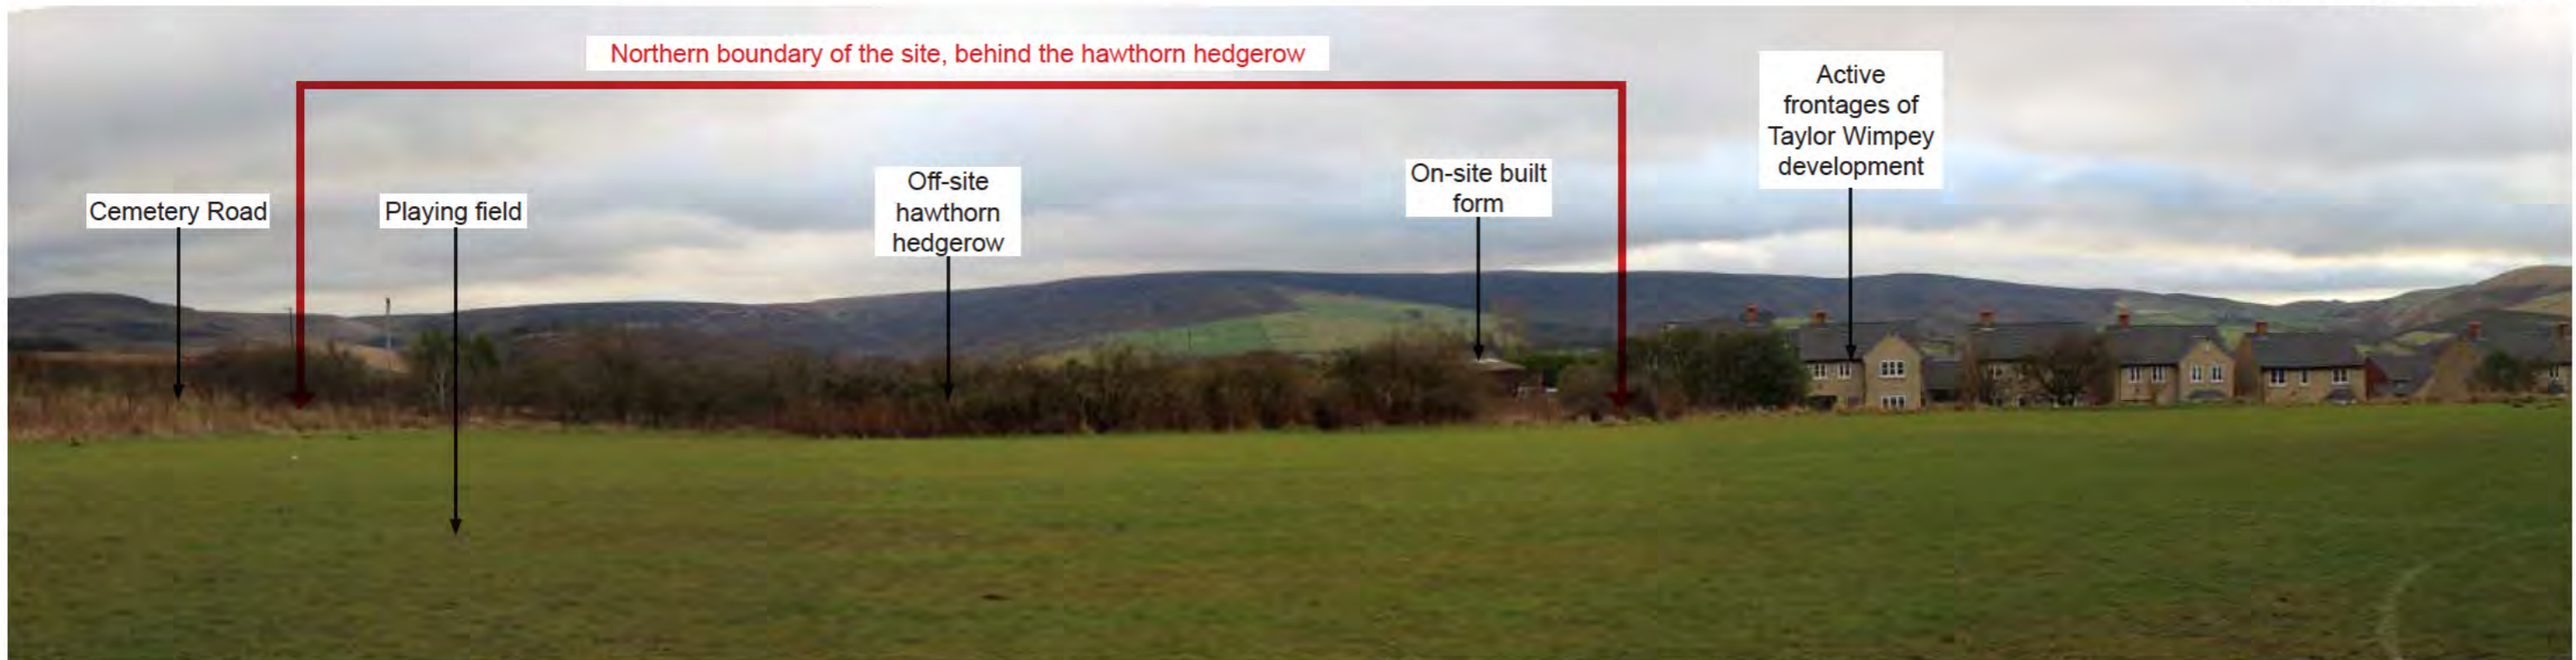 Northern boundary of the site, behind the hawthorn hedgerow
Cemetery Road
Playing field
Off-site
hawthorn
hedgerow
On-site built
form
Active
frontages of
Taylor Wimpey
development